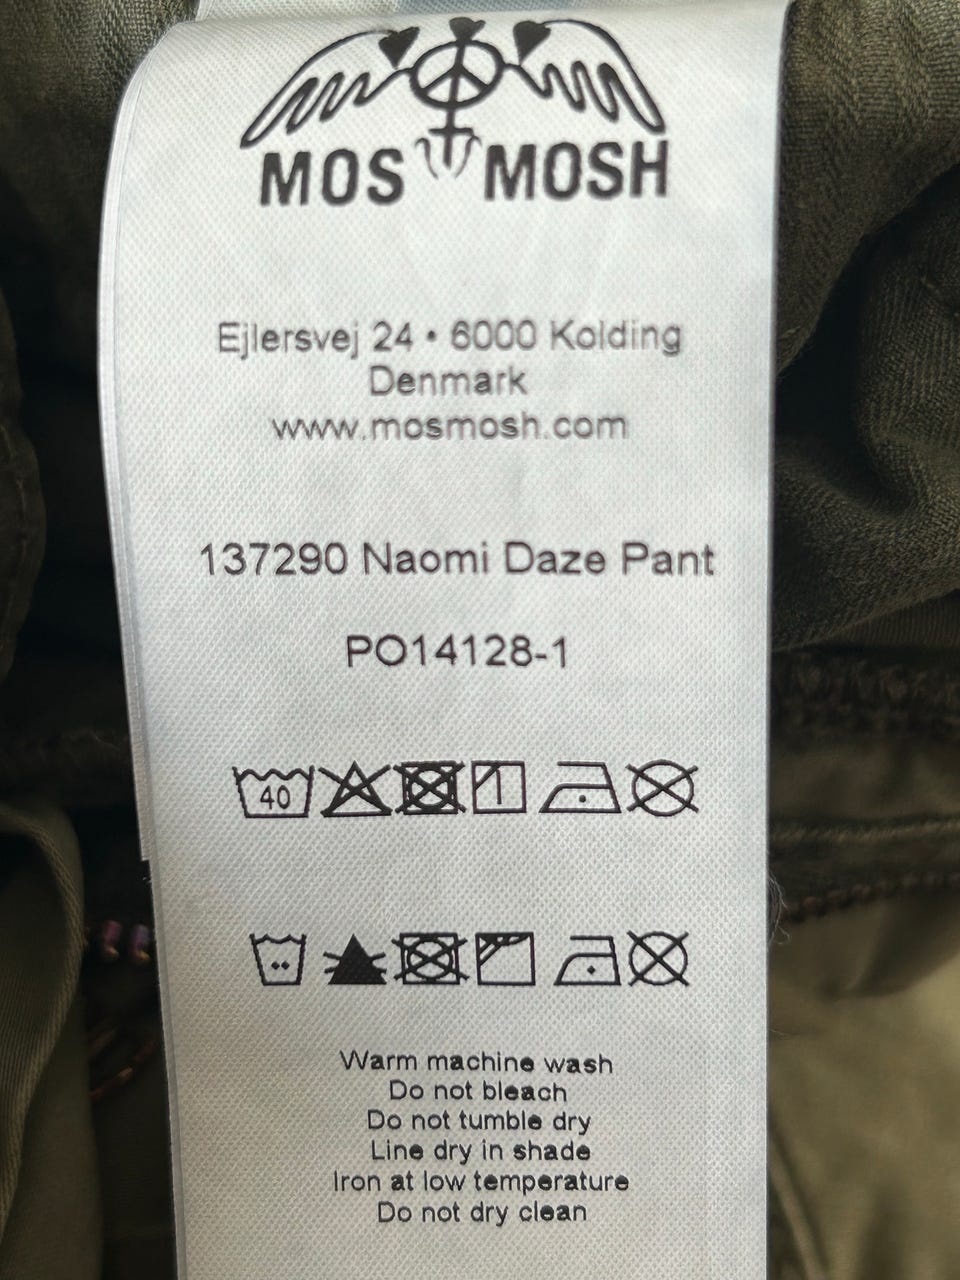 MOS MOSH
Ejlersvej 24 • 6000 Kolding
Denmark
www.mosmosh.com
137290 Naomi Daze Pant
PO14128-1
40
Warm machine wash
Do not bleach
Do not tumble dry
Line dry in shade
Iron at low temperature
Do not dry clean